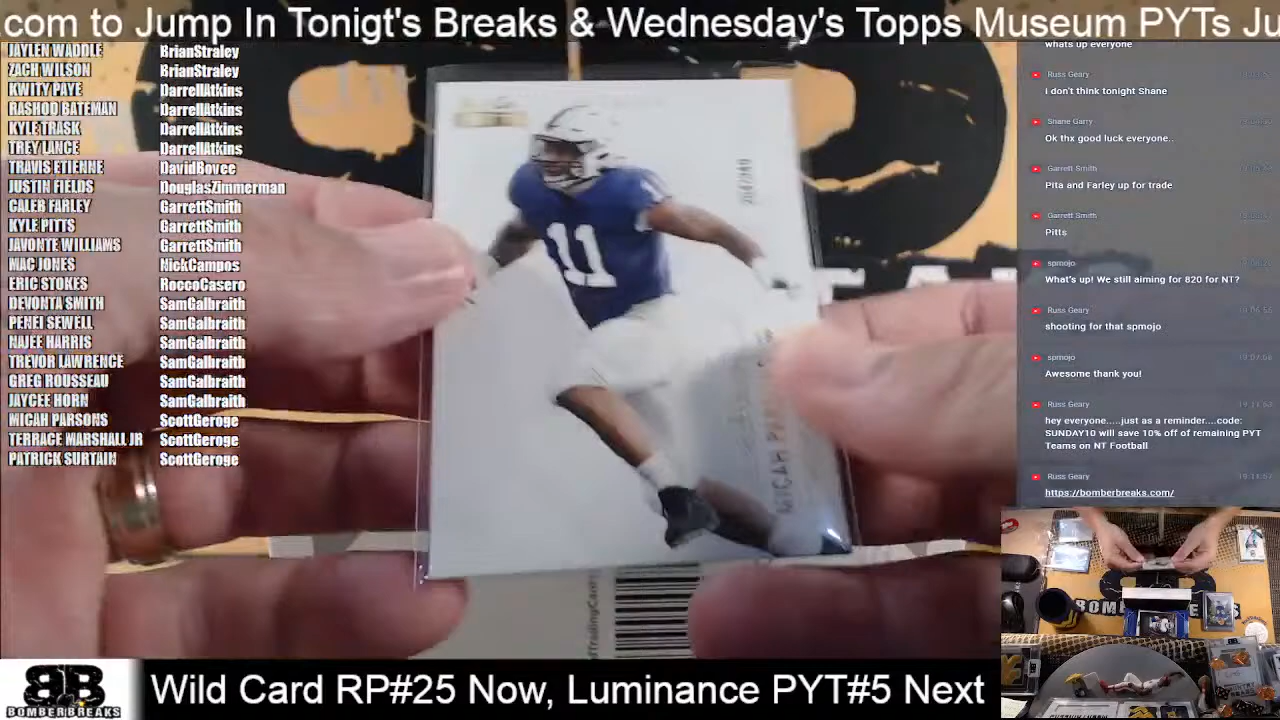 .com to Jump In Tonigt's Breaks & Wednesday's Topps Museum PYTs Ju
JAYLEN WADDLE BrianStraley
ZACH WILSON BrianStraley
KWITY PAYE DarrellAtkins
RASHOD BATEMAN DarrellAtkins
KYLE TRASK DarrellAtkins
TREY LANCE DarrellAtkins
TRAVIS ETIENNE DavidBovee
JUSTIN FIELDS DouglasZimmerman
CALEB FARLEY GarrettSmith
KYLE PITTS GarrettSmith
JAVONTE WILLIAMS GarrettSmith
MAC JONES NickCampos
ERIC STOKES RoccoCasero
DEVONTA SMITH SamGalbraith
PENEI SEWELL SamGalbraith
NAJEE HARRIS SamGalbraith
TREVOR LAWRENCE SamGalbraith
GREG ROUSSEAU SamGalbraith
JAYCEE HORN SamGalbraith
MICAH PARSONS ScottGeroge
TERRACE MARSHALL JR ScottGeroge
PATRICK SURTAIN ScottGeroge
11
MICAH
whats up everyone
Russ Geary
i don't think tonight Shane
Shane Garry
Ok thx good luck everyone..
Garrett Smith
Pita and Farley up for trade
Garrett Smith
Pitts
spmojo
What's up! We still aiming for 820 for NT?
Russ Geary
shooting for that spmojo
spmojo
Awesome thank you!
Russ Geary
hey everyone.....just as a reminder....code:
SUNDAY10 will save 10% off of remaining PYT
Teams on NT Football
Russ Geary
https://bomberbreaks.com/
BB
BOMBERBREAKS
Wild Card RP#25 Now, Luminance PYT#5 Next